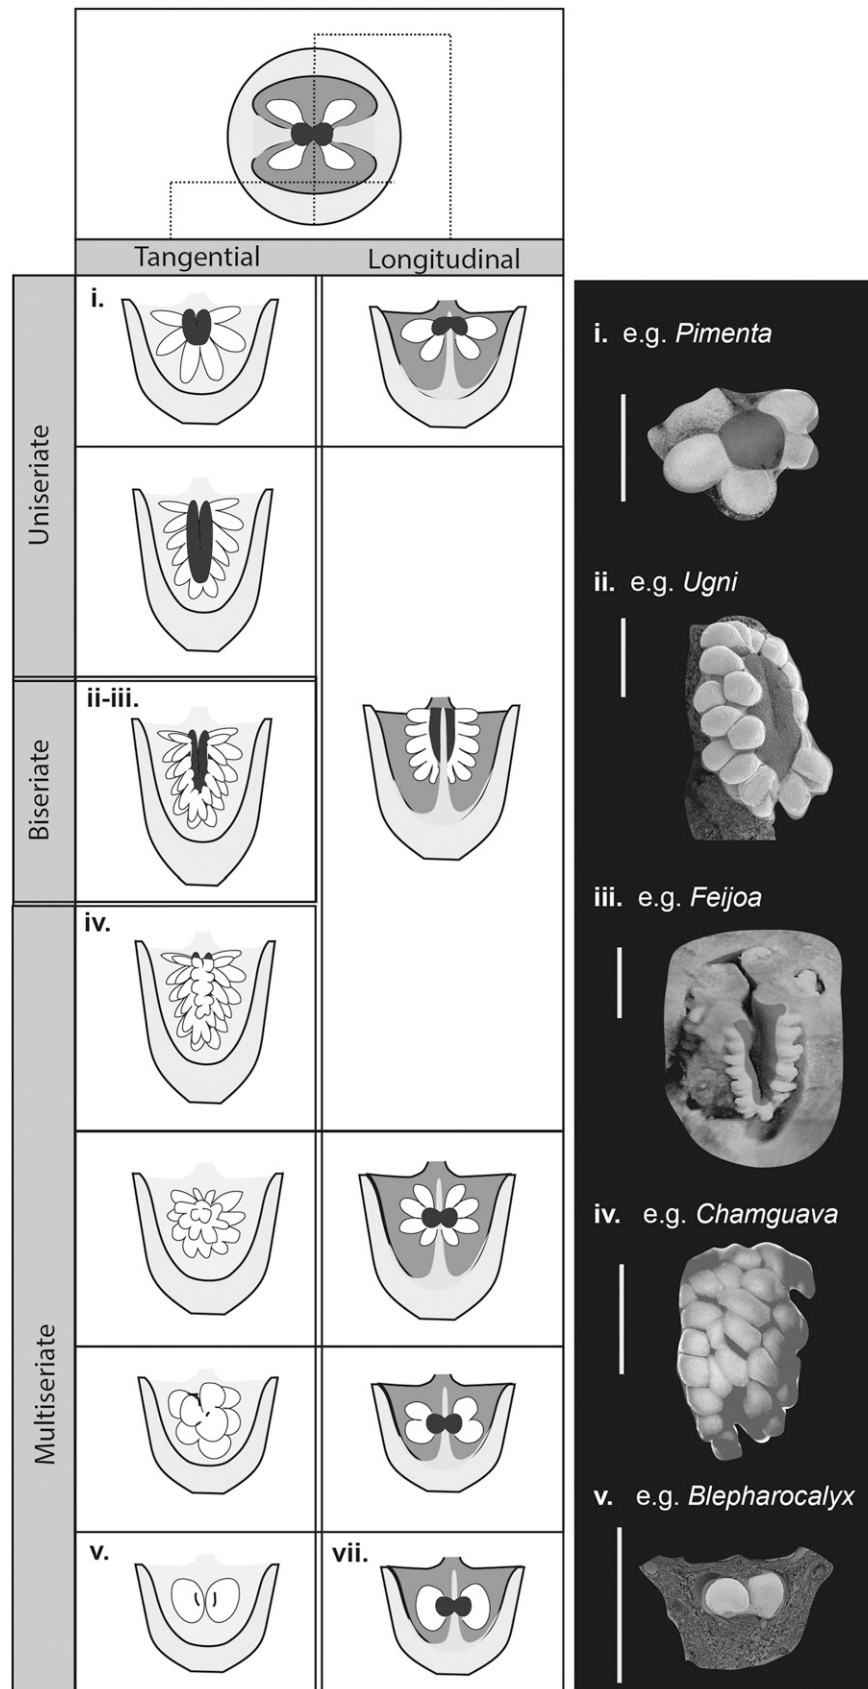 Tangential
Longitudinal
Uniseriate
i.
Biseriate
ii-iii.
Multiseriate
iv.
v.
vii.
i. e.g. Pimenta
ii. e.g. Ugni
iii. e.g. Feijoa
iv. e.g. Chamguava
v. e.g. Blepharocalyx